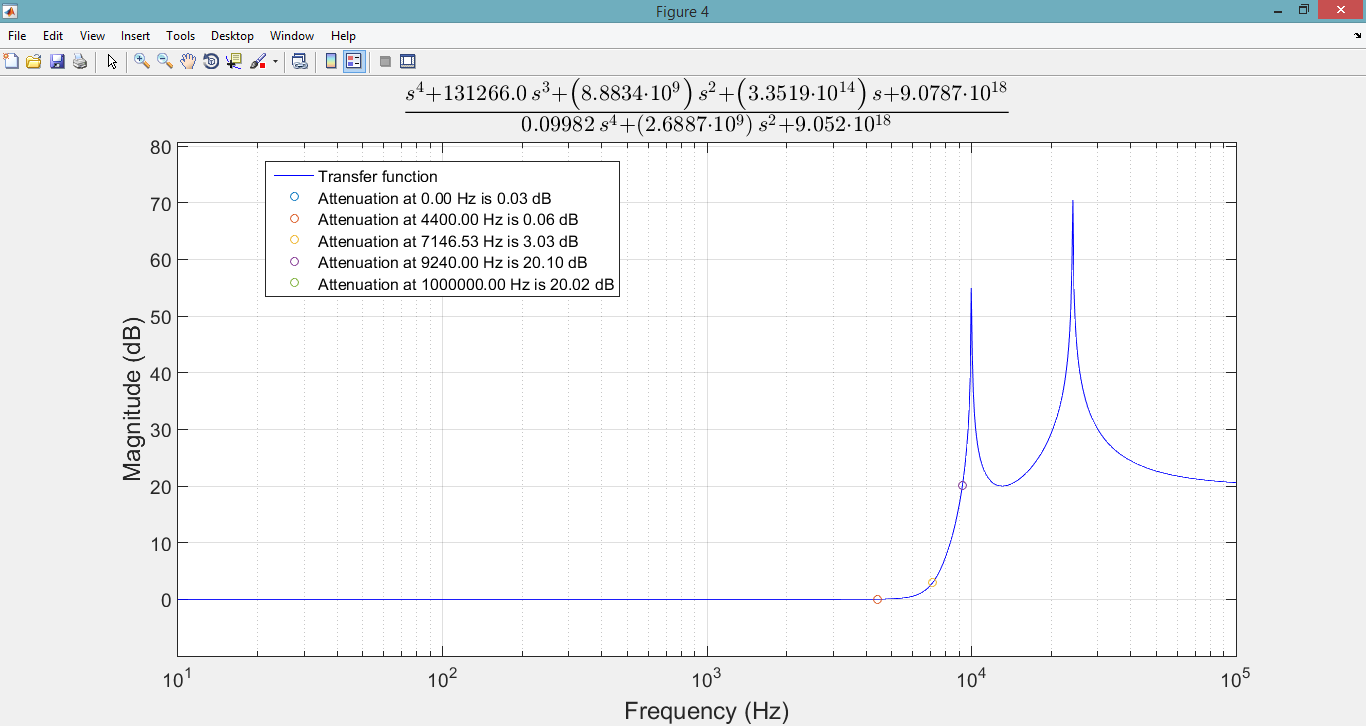 Figure 4
File Edit View Insert Tools Desktop Window Help
s⁴+131266.0 s³+(8.8834·10⁹) s²+(3.3519·10¹⁴) s+9.0787·10¹⁸
0.09982 s⁴+(2.6887·10⁹) s²+9.052·10¹⁸
80
70
60
50
40
30
20
10
0
Magnitude (dB)
Transfer function
Attenuation at 0.00 Hz is 0.03 dB
Attenuation at 4400.00 Hz is 0.06 dB
Attenuation at 7146.53 Hz is 3.03 dB
Attenuation at 9240.00 Hz is 20.10 dB
Attenuation at 1000000.00 Hz is 20.02 dB
10¹ 10² 10³ 10⁴ 10⁵
Frequency (Hz)